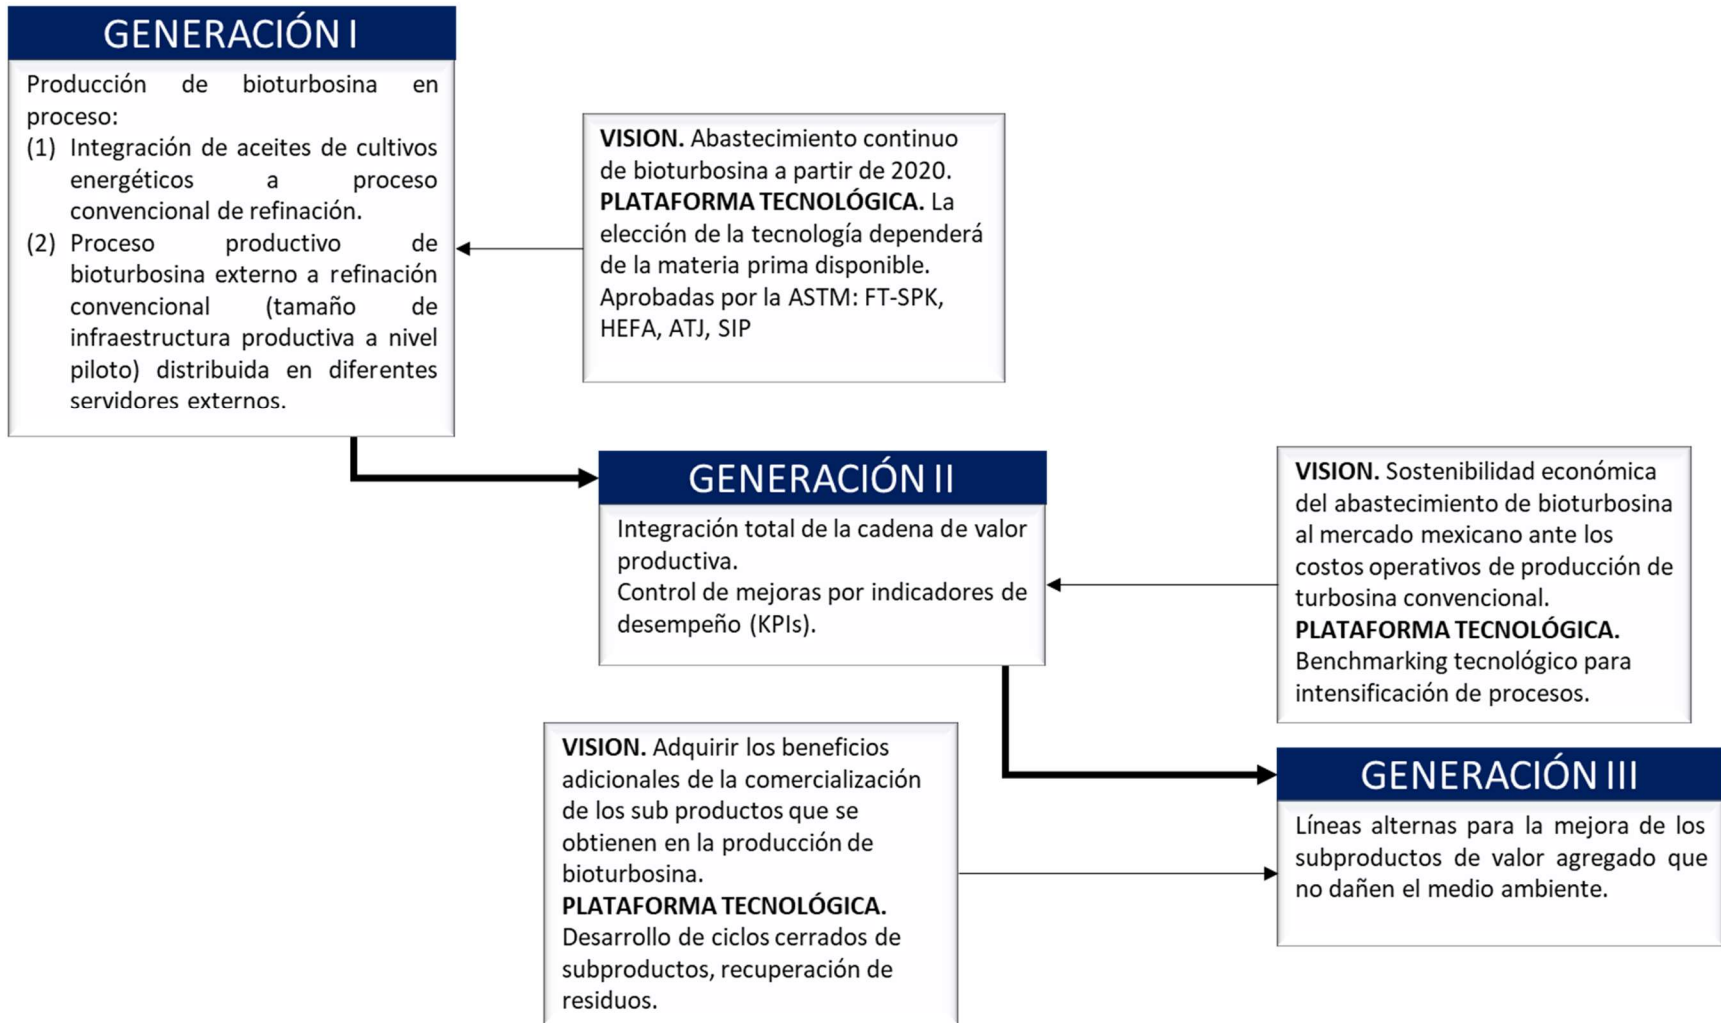 GENERACIÓN I
Producción de bioturbosina en
proceso:
(1) Integración de aceites de cultivos
energéticos a proceso
convencional de refinación.
(2) Proceso productivo de
bioturbosina externo a refinación
convencional (tamaño de
infraestructura productiva a nivel
piloto) distribuida en diferentes
servidores externos.
VISION. Abastecimiento continuo
de bioturbosina a partir de 2020.
PLATAFORMA TECNOLÓGICA. La
elección de la tecnología dependerá
de la materia prima disponible.
Aprobadas por la ASTM: FT-SPK,
HEFA, ATJ, SIP
GENERACIÓN II
Integración total de la cadena de valor
productiva.
Control de mejoras por indicadores de
desempeño (KPIs).
VISION. Sostenibilidad económica
del abastecimiento de bioturbosina
al mercado mexicano ante los
costos operativos de producción de
turbosina convencional.
PLATAFORMA TECNOLÓGICA.
Benchmarking tecnológico para
intensificación de procesos.
VISION. Adquirir los beneficios
adicionales de la comercialización
de los sub productos que se
obtienen en la producción de
bioturbosina.
PLATAFORMA TECNOLÓGICA.
Desarrollo de ciclos cerrados de
subproductos, recuperación de
residuos.
GENERACIÓN III
Líneas alternas para la mejora de los
subproductos de valor agregado que
no dañen el medio ambiente.